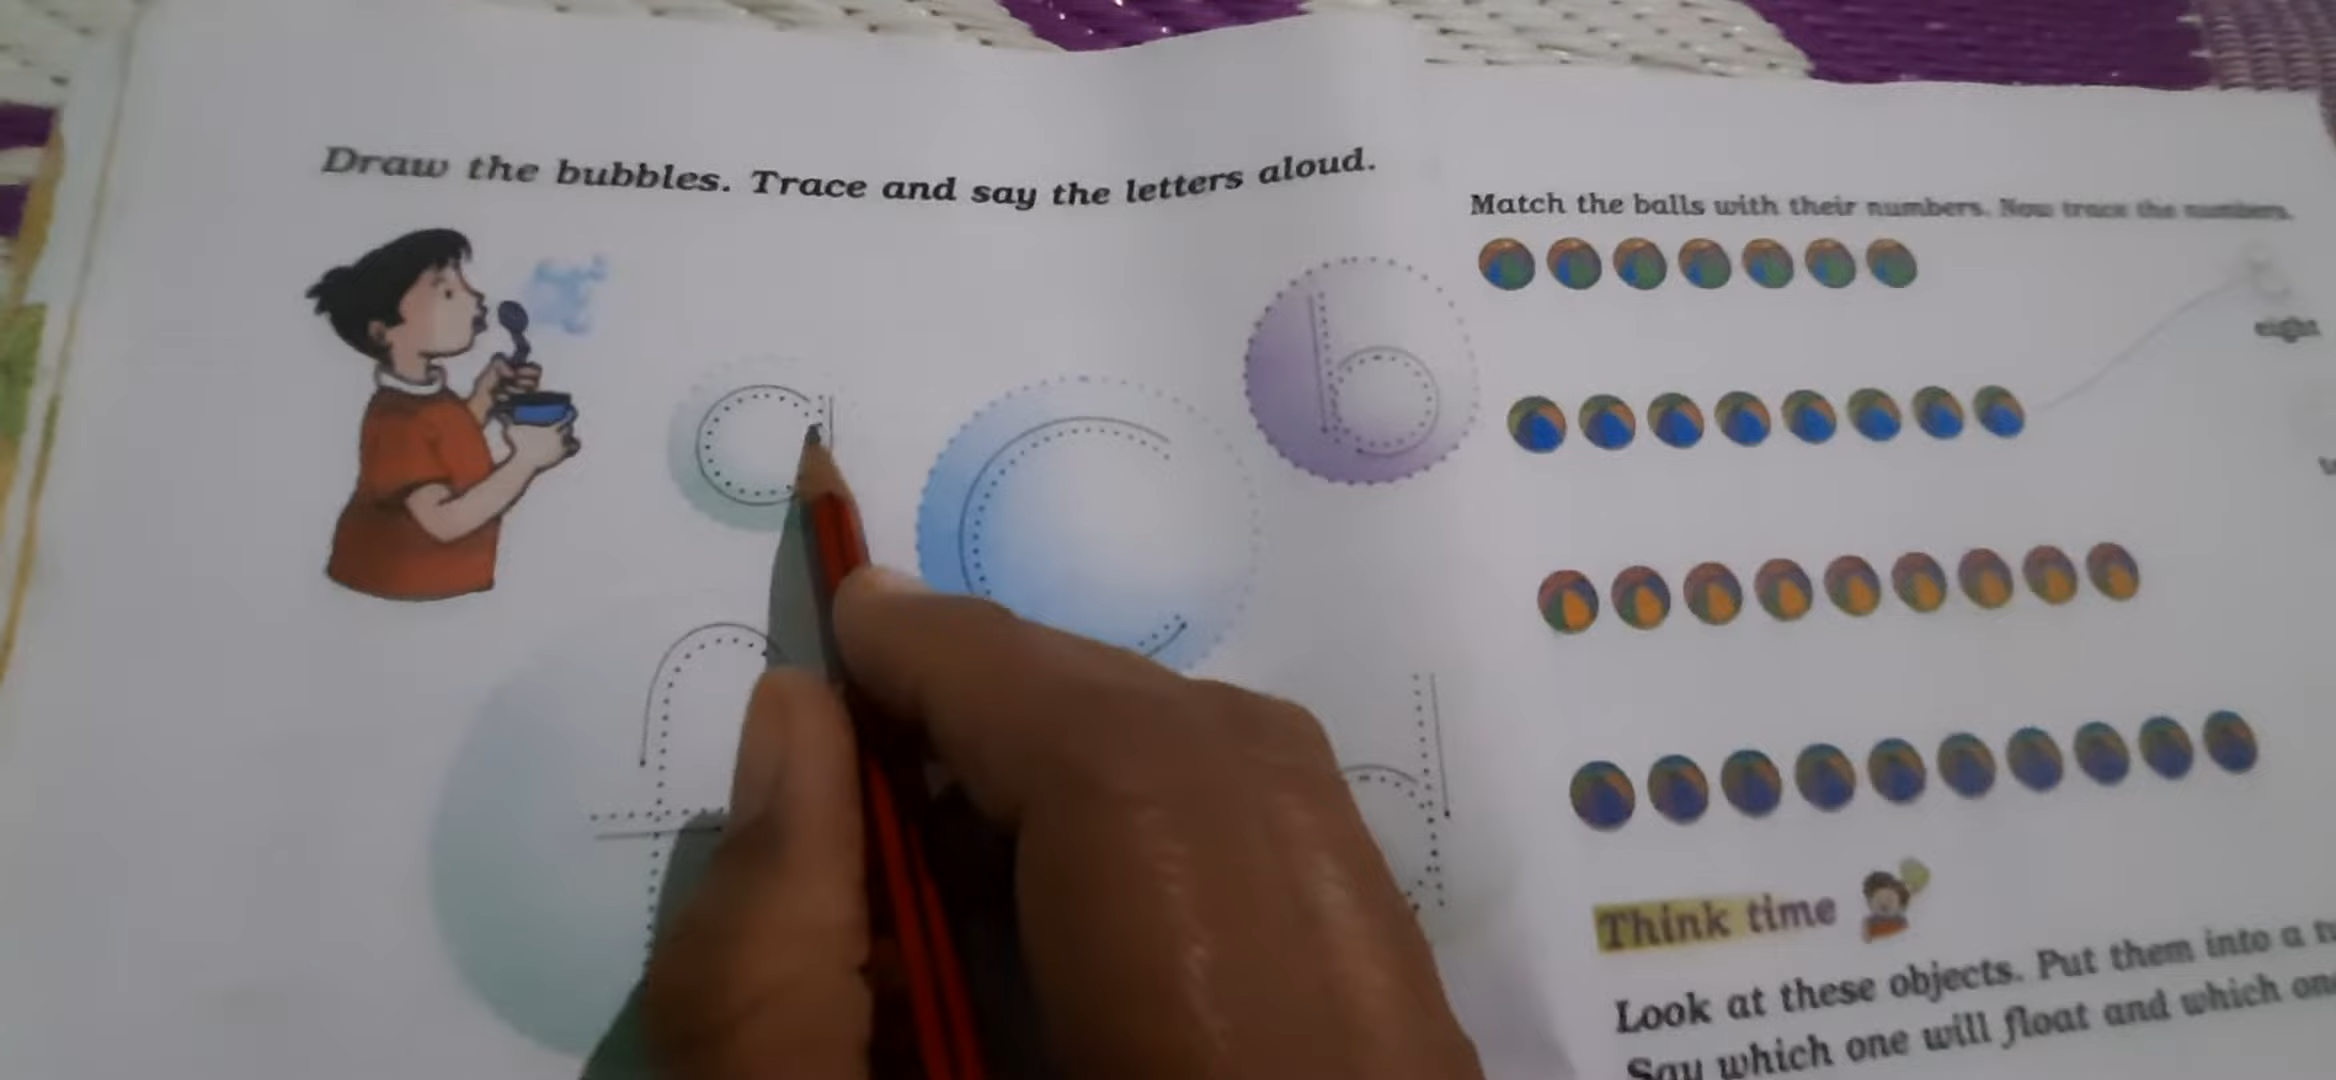 Draw the bubbles. Trace and say the letters aloud.
a
c
b
f
d
Match the balls with their numbers. Now trace the numbers.
8
eight
Think time
Look at these objects. Put them into a
Say which one will float and which